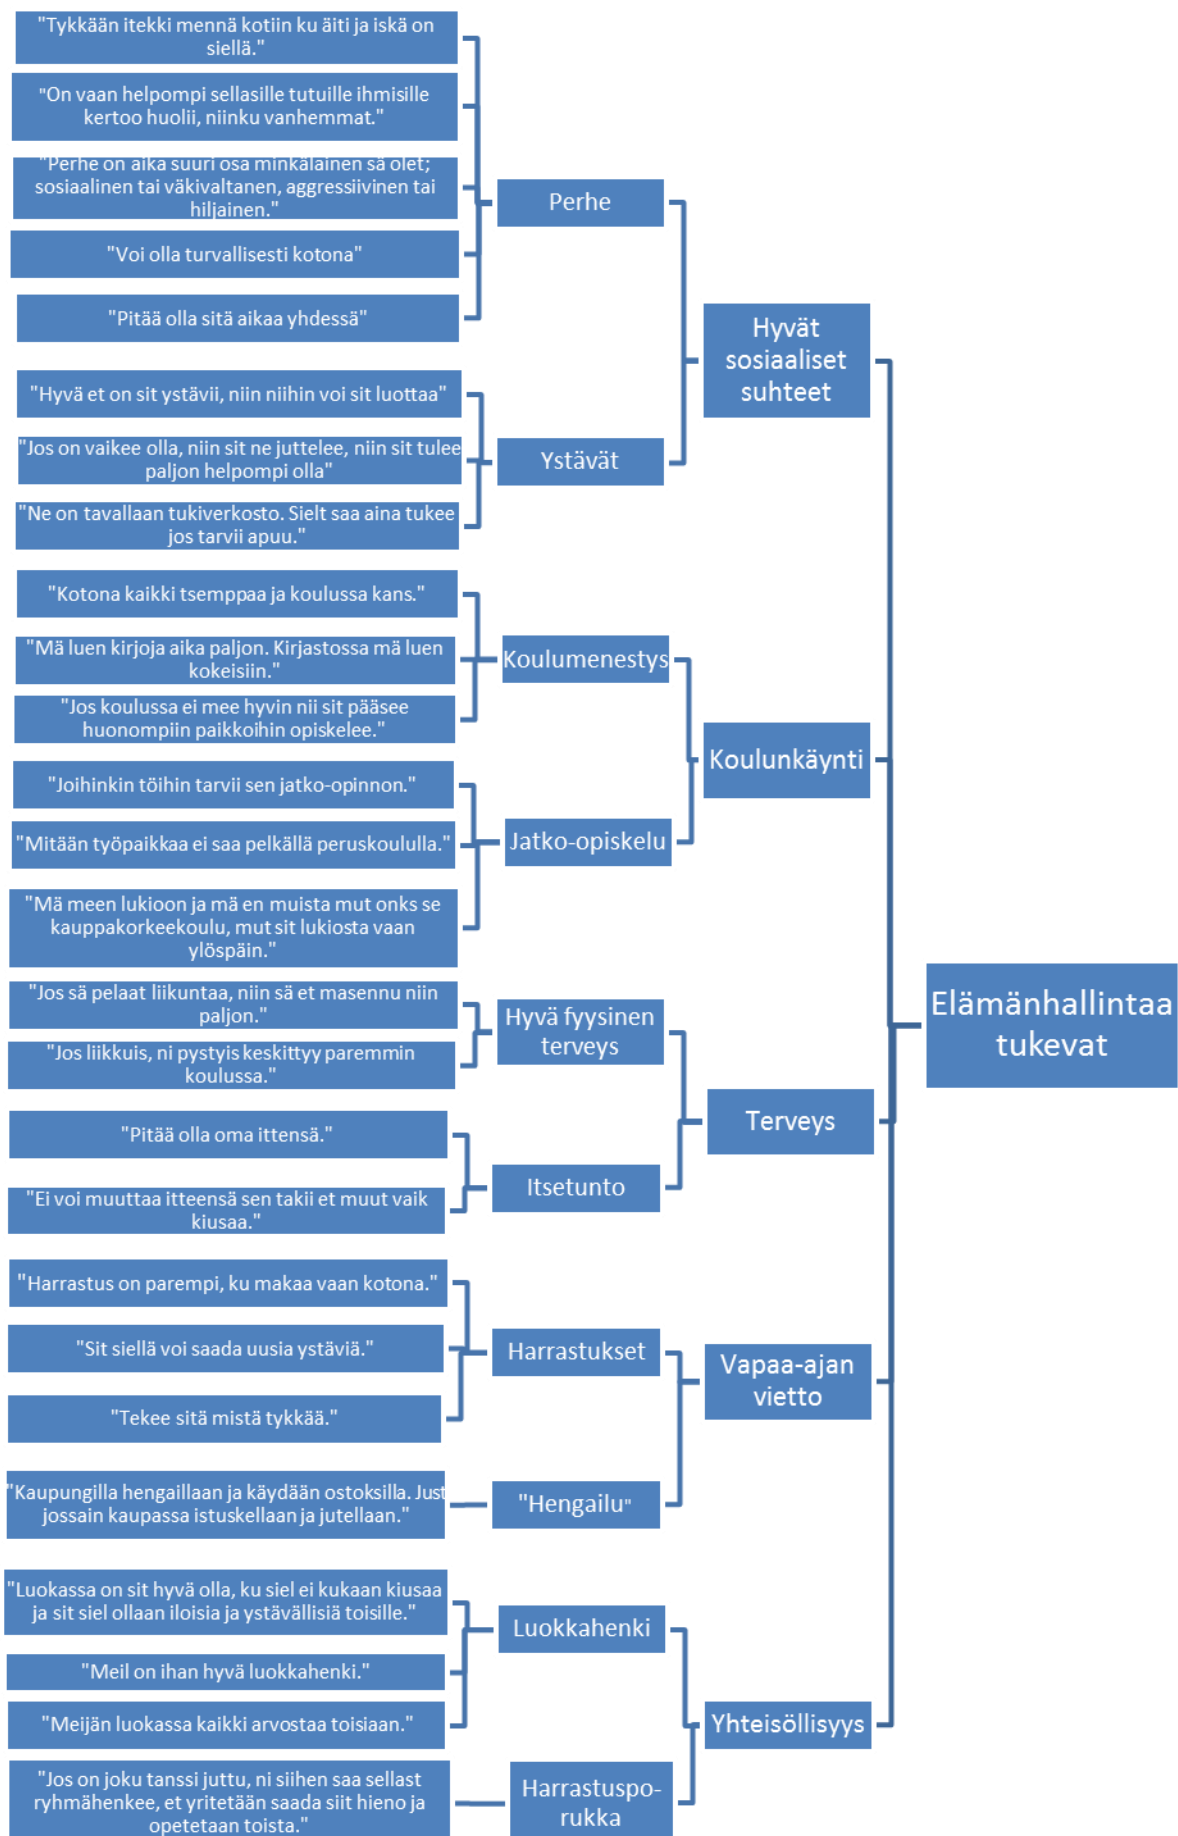 "Tykkään itekki mennä kotiin ku äiti ja iskä on
siellä."
"On vaan helpompi sellasille tutuille ihmisille
kertoo huolii, niinku vanhemmat."
"Perhe on aika suuri osa minkälainen sä olet;
sosiaalinen tai väkivaltanen, aggressiivinen tai
hiljainen."
"Voi olla turvallisesti kotona"
"Pitää olla sitä aikaa yhdessä"
Perhe
"Hyvä et on sit ystävii, niin niihin voi sit luottaa"
"Jos on vaikee olla, niin sit ne juttelee, niin sit tulee
paljon helpompi olla"
"Ne on tavallaan tukiverkosto. Sielt saa aina tukee
jos tarvii apuu."
Ystävät
Hyvät
sosiaaliset
suhteet
"Kotona kaikki tsemppaa ja koulussa kans."
"Mä luen kirjoja aika paljon. Kirjastossa mä luen
kokeisiin."
"Jos koulussa ei mee hyvin nii sit pääsee
huonompiin paikkoihin opiskelee."
Koulumenestys
"Joihinkin töihin tarvii sen jatko-opinnon."
"Mitään työpaikkaa ei saa pelkällä peruskoululla."
"Mä meen lukioon ja mä en muista mut onks se
kauppakorkeekoulu, mut sit lukiosta vaan
ylöspäin."
Jatko-opiskelu
Koulunkäynti
"Jos sä pelaat liikuntaa, niin sä et masennu niin
paljon."
"Jos liikkuis, ni pystyis keskittyy paremmin
koulussa."
Hyvä fyysinen
terveys
"Pitää olla oma ittensä."
"Ei voi muuttaa itteensä sen takii et muut vaik
kiusaa."
Itsetunto
Terveys
"Harrastus on parempi, ku makaa vaan kotona."
"Sit siellä voi saada uusia ystäviä."
"Tekee sitä mistä tykkää."
Harrastukset
"Kaupungilla hengaillaan ja käydään ostoksilla. Just
jossain kaupassa istuskellaan ja jutellaan."
"Hengailu"
Vapaa-ajan
vietto
"Luokassa on sit hyvä olla, ku siel ei kukaan kiusaa
ja sit siel ollaan iloisia ja ystävällisiä toisille."
"Meil on ihan hyvä luokkahenki."
"Meijän luokassa kaikki arvostaa toisiaan."
Luokkahenki
"Jos on joku tanssi juttu, ni siihen saa sellast
ryhmähenkee, et yritetään saada siit hieno ja
opetetaan toista."
Harrastuspo-
rukka
Yhteisöllisyys
Elämänhallintaa
tukevat